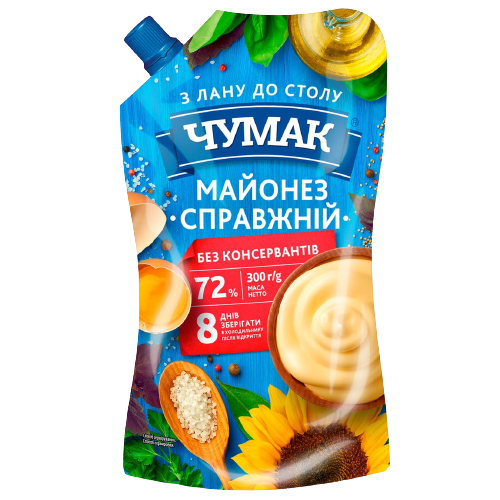 З ЛАНУ ДО СТОЛУ
ЧУМАК®
МАЙОНЕЗ
• СПРАВЖНІЙ •
БЕЗ КОНСЕРВАНТІВ
72%
300 г/g
МАСА
НЕТТО
8
ДНІВ
ЗБЕРІГАТИ
В ХОЛОДИЛЬНИКУ
ПІСЛЯ ВІДКРИТТЯ